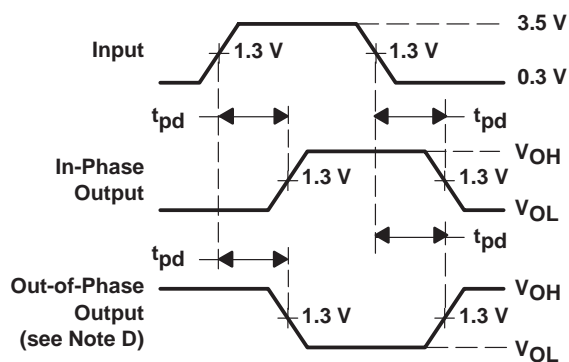 3.5 V
Input
1.3 V
1.3 V
0.3 V
tpd
tpd
In-Phase
Output
VOH
1.3 V
1.3 V
VOL
tpd
tpd
Out-of-Phase
Output
(see Note D)
VOH
1.3 V
1.3 V
VOL